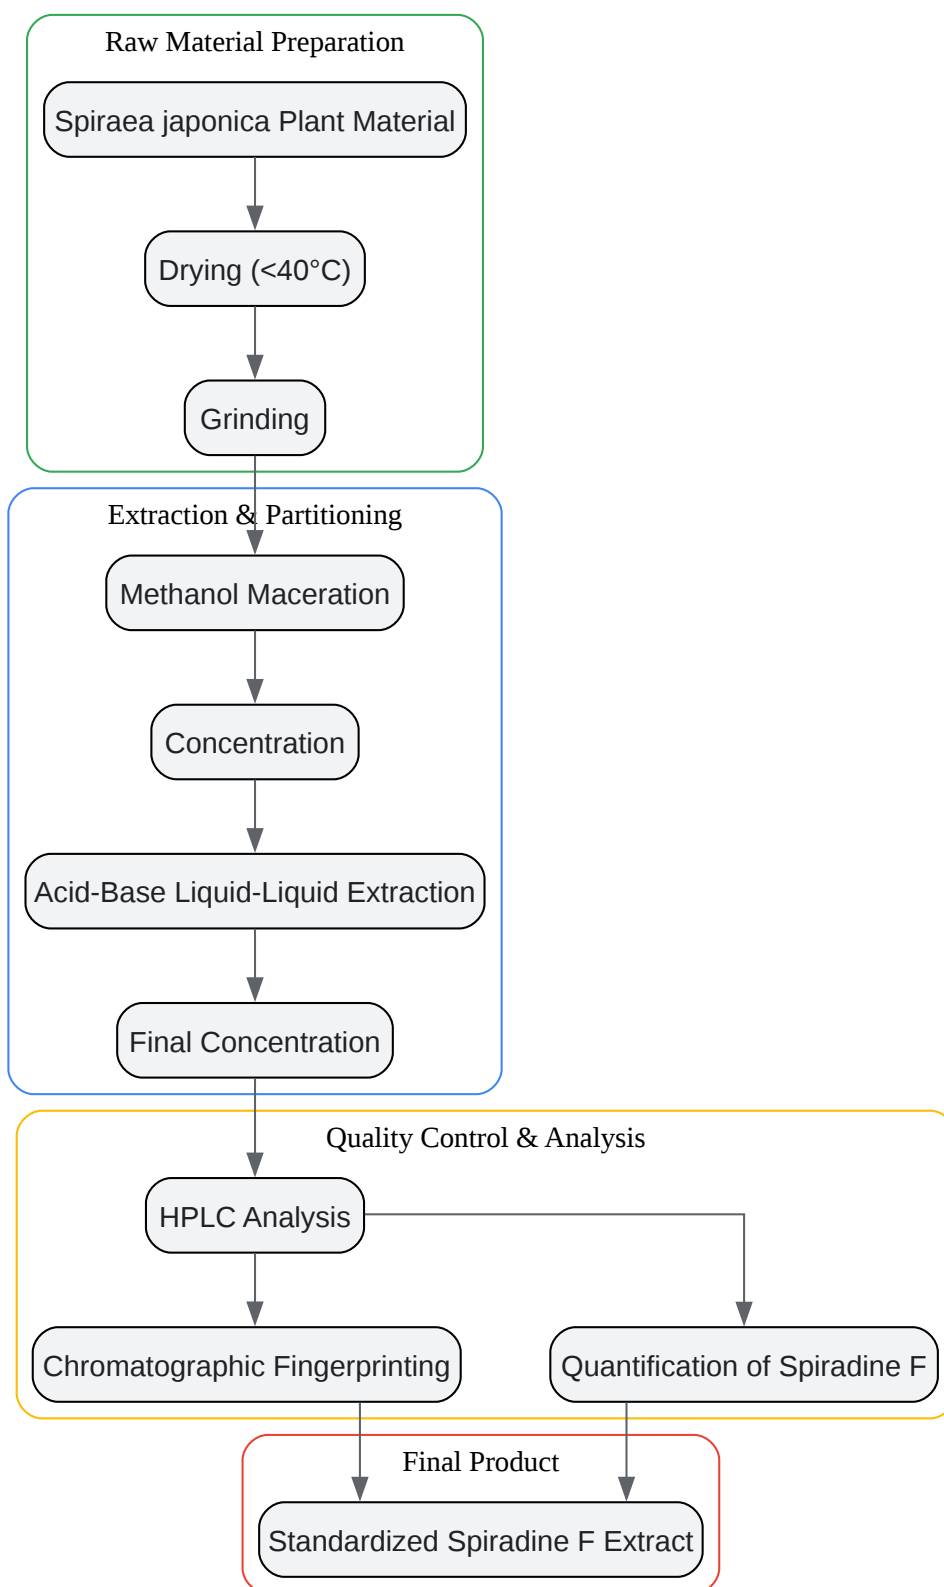 Raw Material Preparation
Spiraea japonica Plant Material
Drying (<40°C)
Grinding
Extraction & Partitioning
Methanol Maceration
Concentration
Acid-Base Liquid-Liquid Extraction
Final Concentration
Quality Control & Analysis
HPLC Analysis
Chromatographic Fingerprinting
Quantification of Spiradine F
Final Product
Standardized Spiradine F Extract